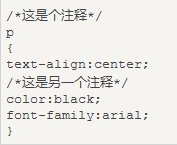 /*这是个注释*/
p
{
text-align:center;
/*这是另一个注释*/
color:black;
font-family:arial;
}